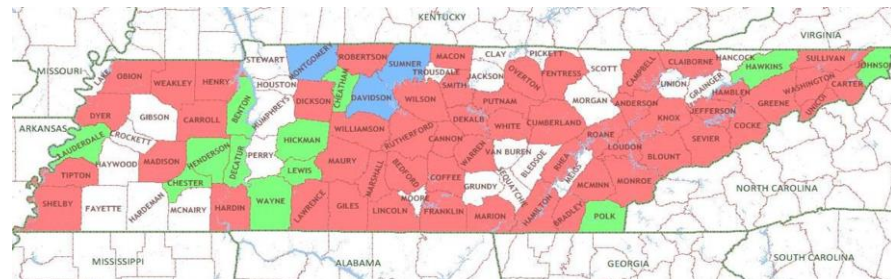 KENTUCKY
VIRGINIA
MISSOURI
ARKANSAS
MISSISSIPPI
ALABAMA
GEORGIA
NORTH CAROLINA
SOUTH CAROLINA
LAKE
OBION
WEAKLEY
HENRY
STEWART
MONTGOMERY
ROBERTSON
SUMNER
MACON
CLAY
PICKETT
TROUSDALE
SMITH
JACKSON
OVERTON
FENTRESS
SCOTT
CAMPBELL
CLAIBORNE
HANCOCK
HAWKINS
SULLIVAN
JOHNSON
CARTER
WASHINGTON
UNICOI
GREENE
HAMBLEN
GRAINGER
UNION
DYER
GIBSON
CARROLL
BENTON
HOUSTON
HUMPHREYS
DICKSON
CHEATHAM
DAVIDSON
WILSON
PUTNAM
DEKALB
WHITE
CUMBERLAND
MORGAN
ANDERSON
KNOX
JEFFERSON
COCKE
SEVIER
LAUDERDALE
CROCKETT
HAYWOOD
MADISON
HENDERSON
DECATUR
PERRY
HICKMAN
LEWIS
WILLIAMSON
MAURY
RUTHERFORD
CANNON
WARREN
VAN BUREN
BLEDSOE
RHEA
ROANE
LOUDON
BLOUNT
TIPTON
SHELBY
FAYETTE
HARDEMAN
CHESTER
MCNAIRY
HARDIN
WAYNE
LAWRENCE
GILES
MARSHALL
BEDFORD
MOORE
LINCOLN
COFFEE
FRANKLIN
GRUNDY
MARION
SEQUATCHIE
HAMILTON
MEIGS
MCMINN
MONROE
BRADLEY
POLK